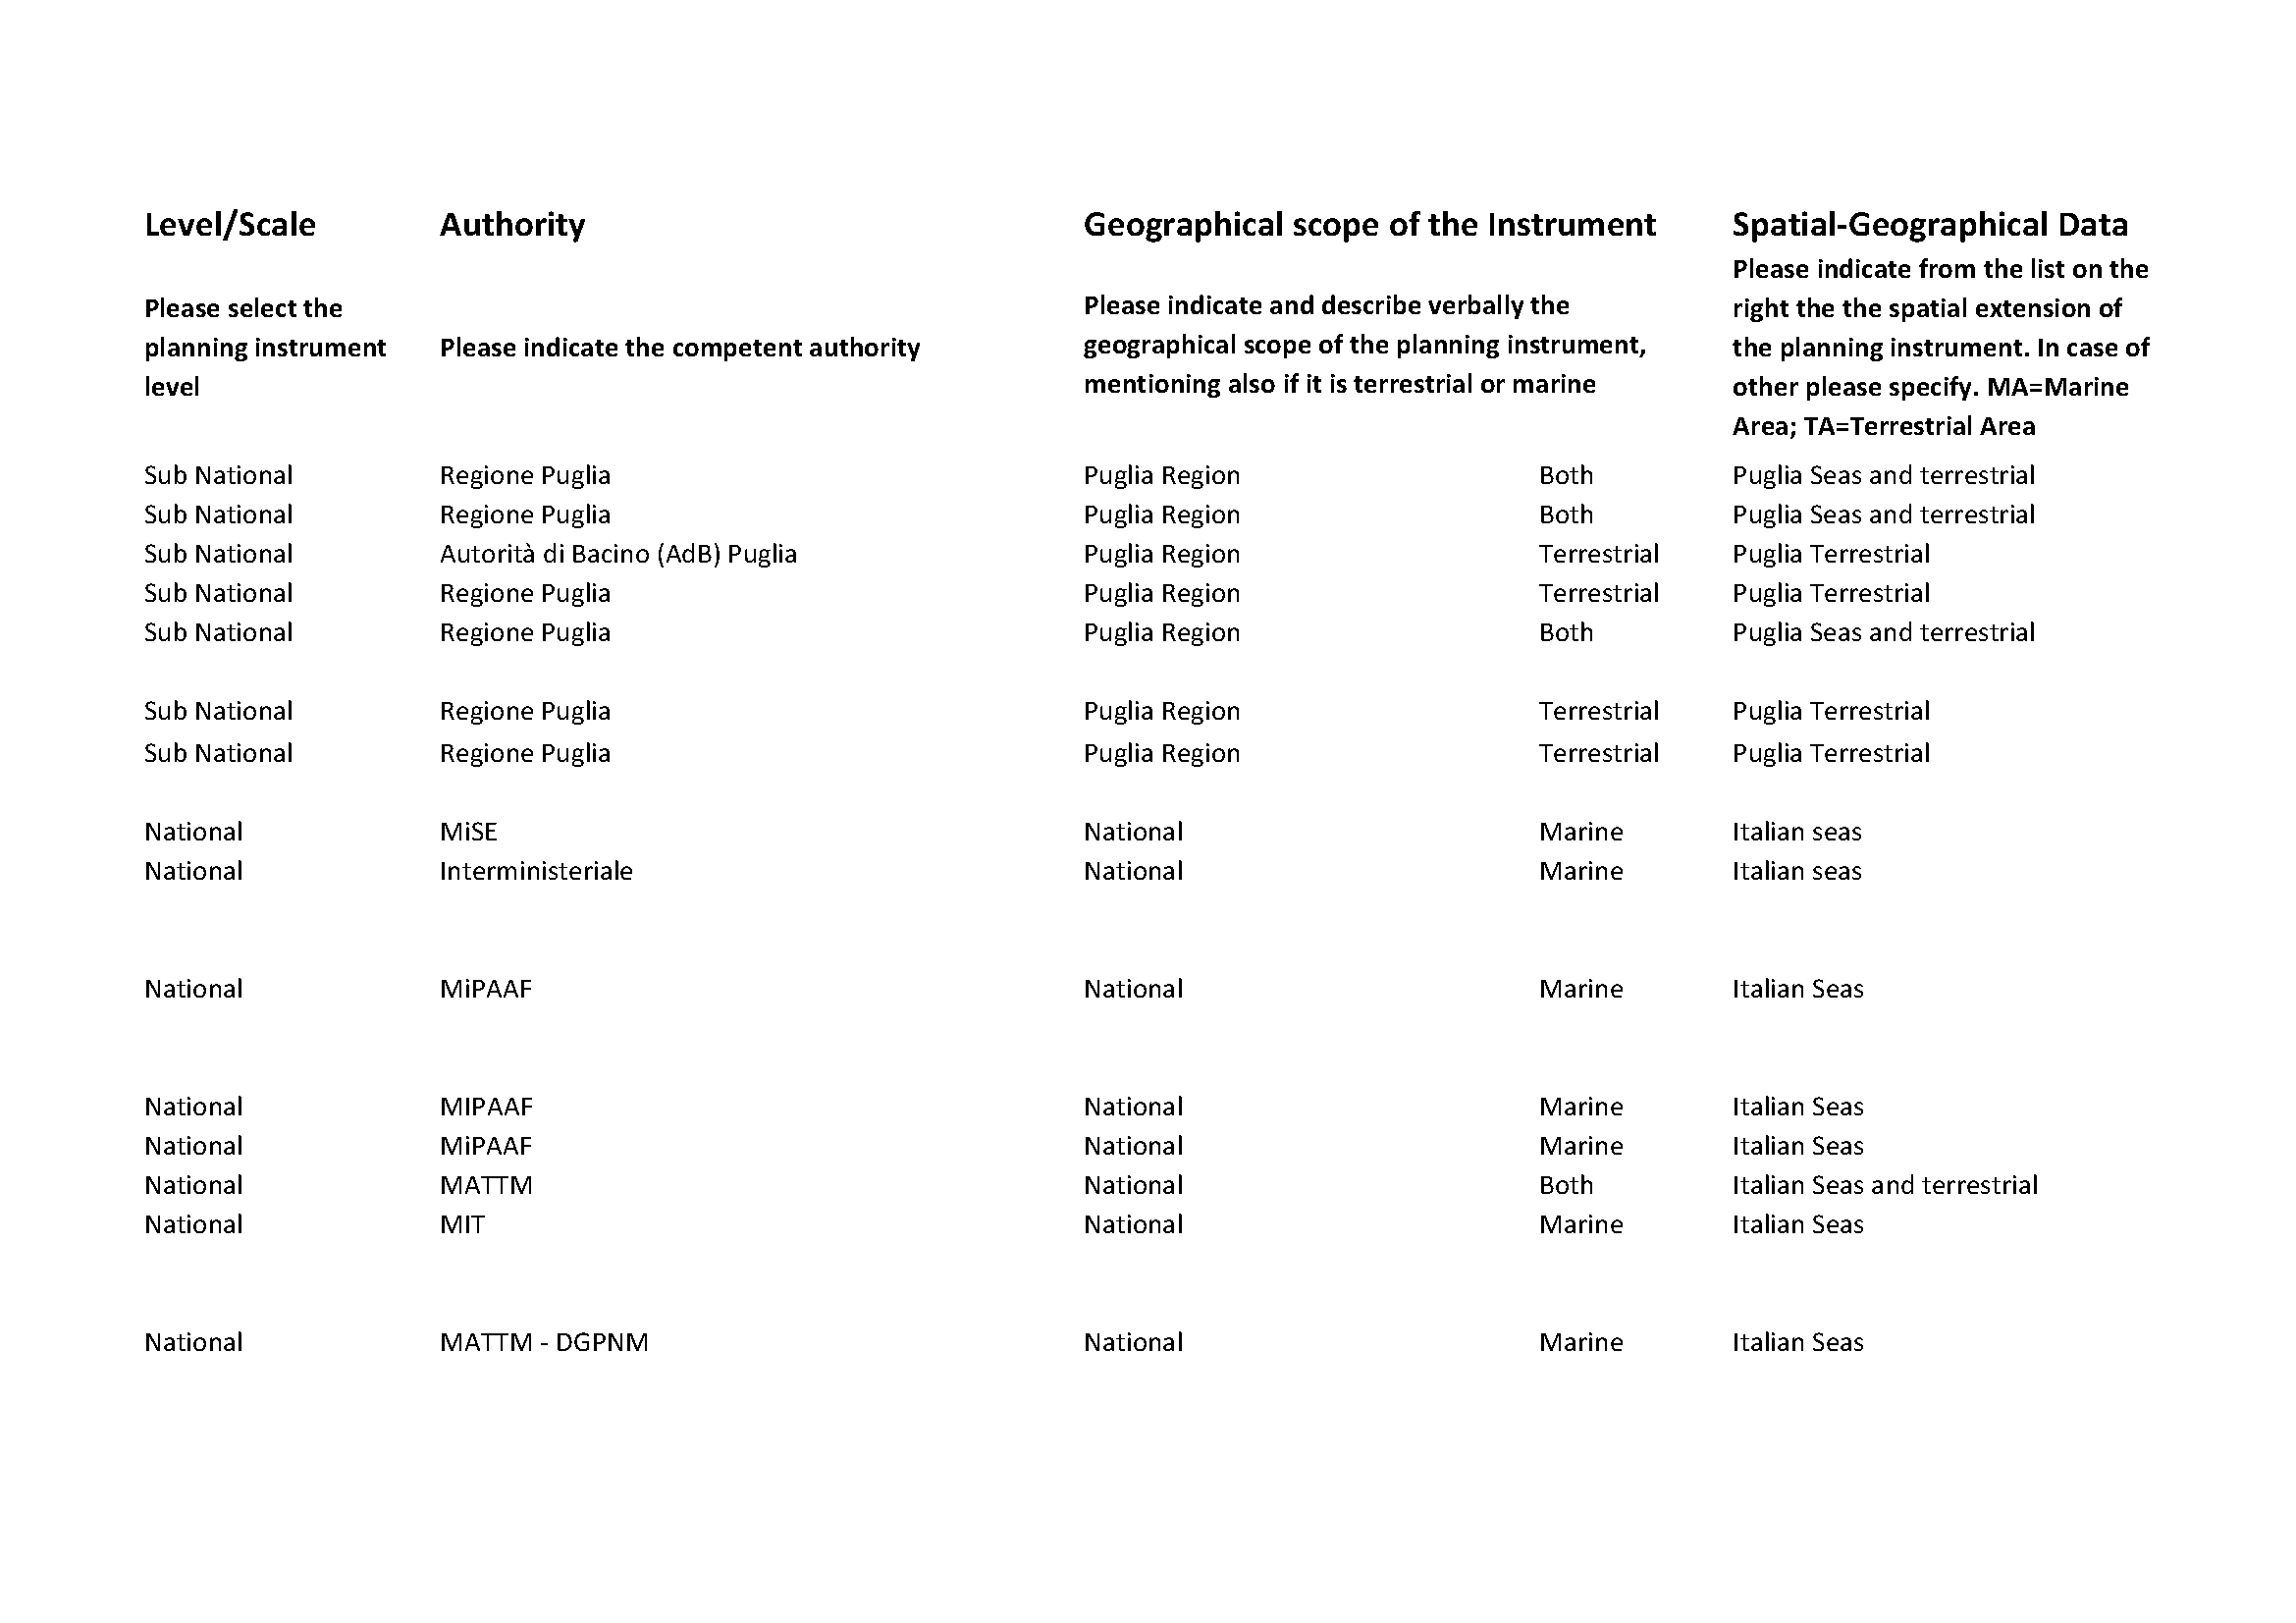 Level/Scale Authority Geographical scope of the Instrument Spatial-Geographical Data
Please select the planning instrument level
Please indicate the competent authority
Please indicate and describe verbally the geographical scope of the planning instrument, mentioning also if it is terrestrial or marine
Please indicate from the list on the right the the spatial extension of the planning instrument. In case of other please specify. MA=Marine Area; TA=Terrestrial Area
Sub National Regione Puglia Puglia Region Both Puglia Seas and terrestrial
Sub National Regione Puglia Puglia Region Both Puglia Seas and terrestrial
Sub National Autorità di Bacino (AdB) Puglia Puglia Region Terrestrial Puglia Terrestrial
Sub National Regione Puglia Puglia Region Terrestrial Puglia Terrestrial
Sub National Regione Puglia Puglia Region Both Puglia Seas and terrestrial
Sub National Regione Puglia Puglia Region Terrestrial Puglia Terrestrial
Sub National Regione Puglia Puglia Region Terrestrial Puglia Terrestrial
National MiSE National Marine Italian seas
National Interministeriale National Marine Italian seas
National MiPAAF National Marine Italian Seas
National MIPAAF National Marine Italian Seas
National MiPAAF National Marine Italian Seas
National MATTM National Both Italian Seas and terrestrial
National MIT National Marine Italian Seas
National MATTM - DGPNM National Marine Italian Seas